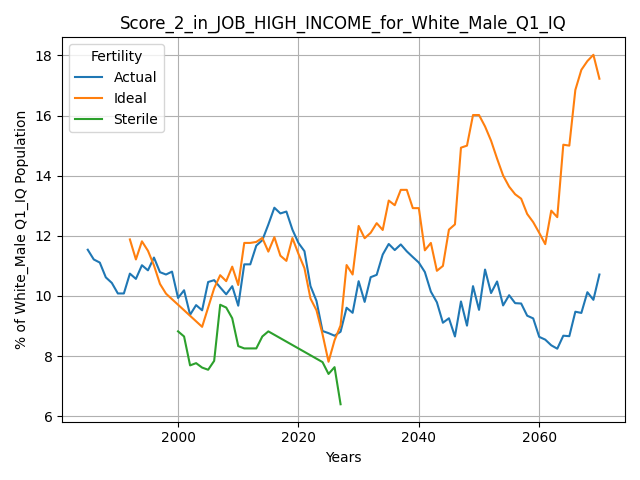 Score_2_in_JOB_HIGH_INCOME_for_White_Male_Q1_IQ
Fertility
Actual
Ideal
Sterile
% of White_Male Q1_IQ Population
18
16
14
12
10
8
6
2000 2020 2040 2060
Years